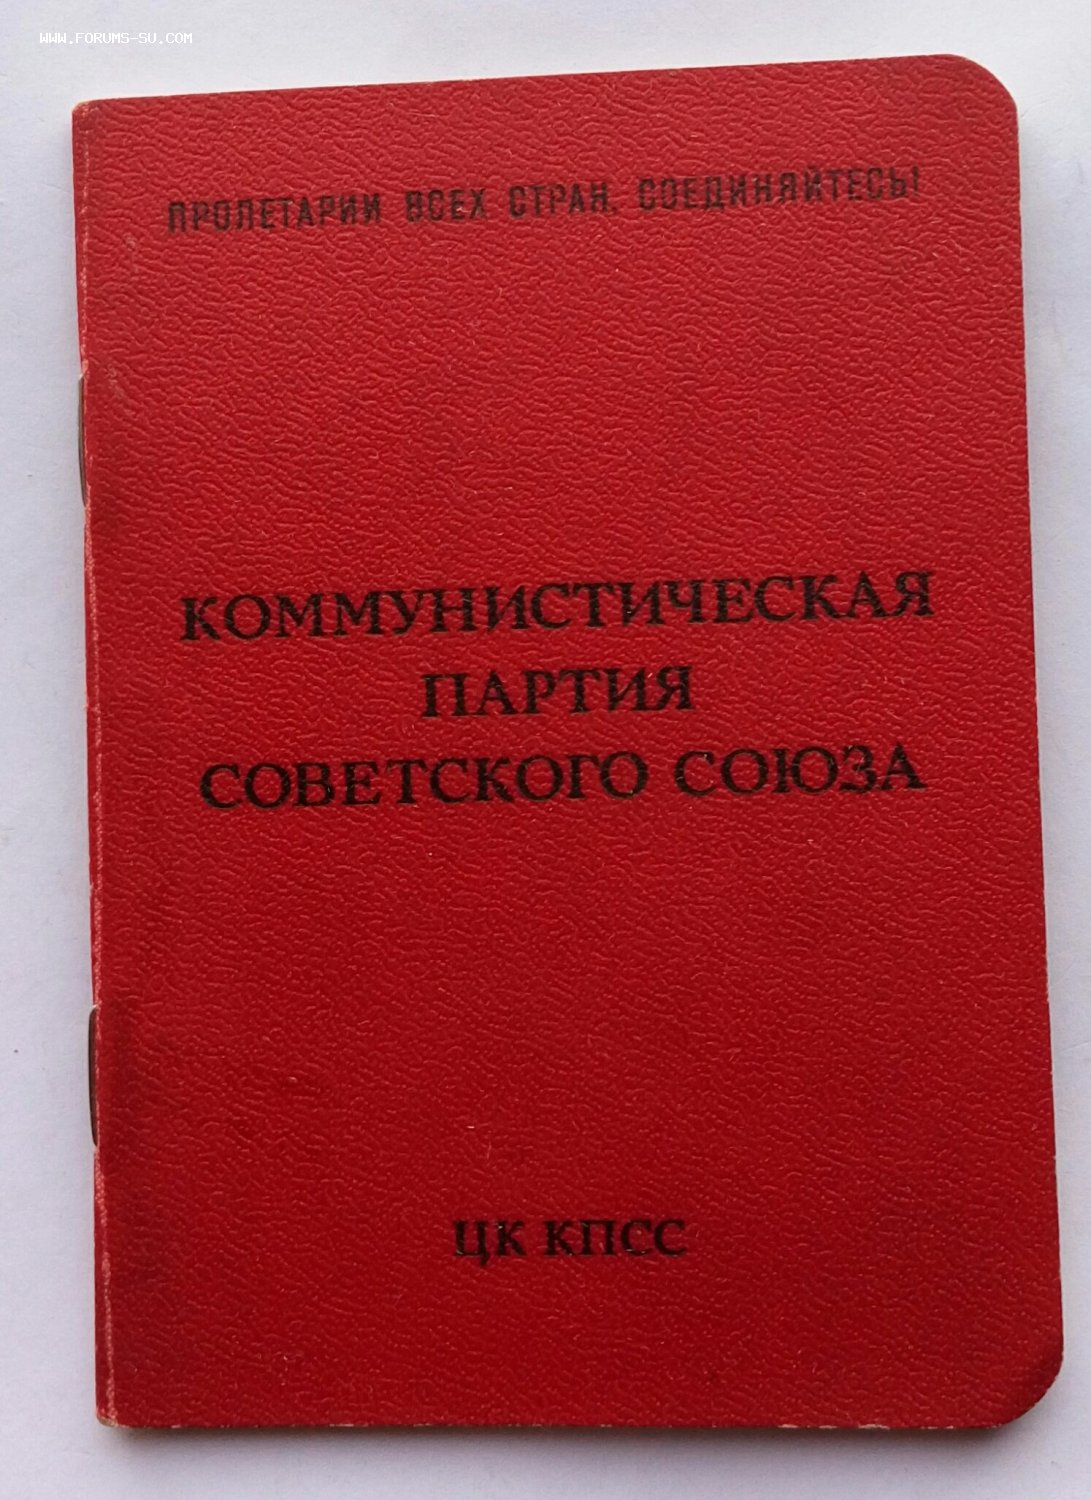 WWW.FORUMS-SU.COM
ПРОЛЕТАРИИ ВСЕХ СТРАН, СОЕДИНЯЙТЕСЬ!
КОММУНИСТИЧЕСКАЯ
ПАРТИЯ
СОВЕТСКОГО СОЮЗА
ЦК КПСС